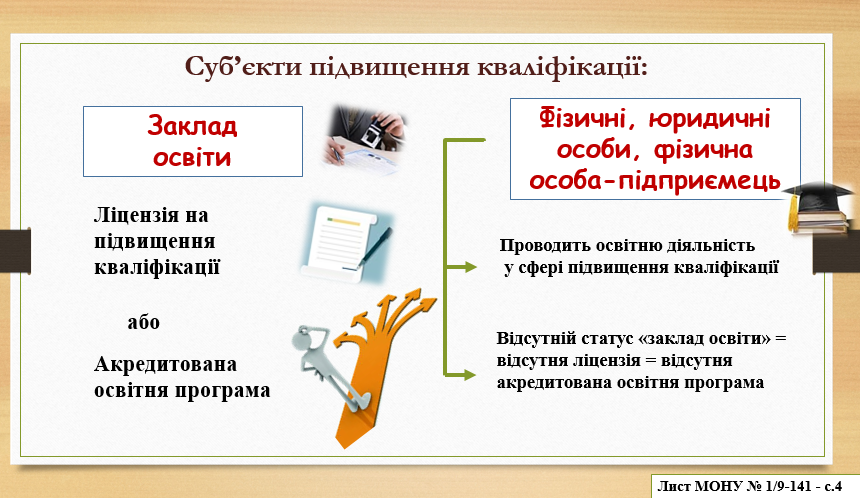 Суб’єкти підвищення кваліфікації:
Заклад
освіти
Ліцензія на
підвищення
кваліфікації
або
Акредитована
освітня програма
Фізичні, юридичні
особи, фізична
особа-підприємець
Проводить освітню діяльність
у сфері підвищення кваліфікації
Відсутній статус «заклад освіти» =
відсутня ліцензія = відсутня
акредитована освітня програма
Лист МОНУ № 1/9-141 - с.4